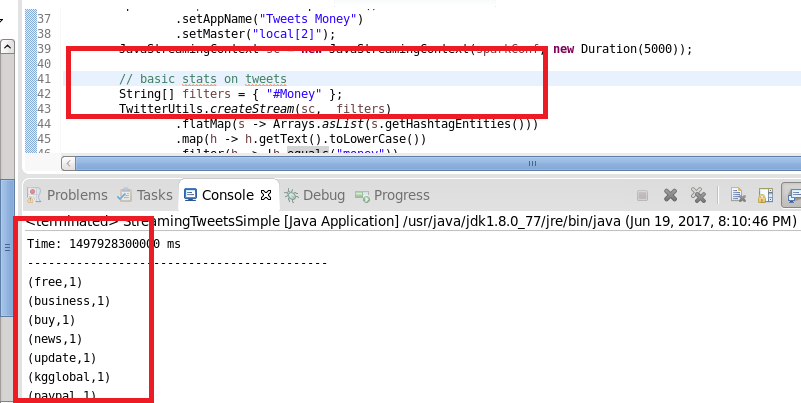 37 .setAppName("Tweets Money")
38 .setMaster("local[2]");
39 JavaStreamingContext sc = new JavaStreamingContext(sparkConf, new Duration(5000));
40
41 // basic stats on tweets
42 String[] filters = { "#Money" };
43 TwitterUtils.createStream(sc, filters)
44 .flatMap(s -> Arrays.asList(s.getHashtagEntities()))
45 .map(h -> h.getText().toLowerCase())
46 .filter(h -> !h.equals("money"))
Problems Tasks Console Debug Progress
<terminated> StreamingTweetsSimple [Java Application] /usr/java/jdk1.8.0_77/jre/bin/java (Jun 19, 2017, 8:10:46 PM)
Time: 1497928300000 ms
-------------------------------------------
(free,1)
(business,1)
(buy,1)
(news,1)
(update,1)
(kgglobal,1)
(paypal,1)